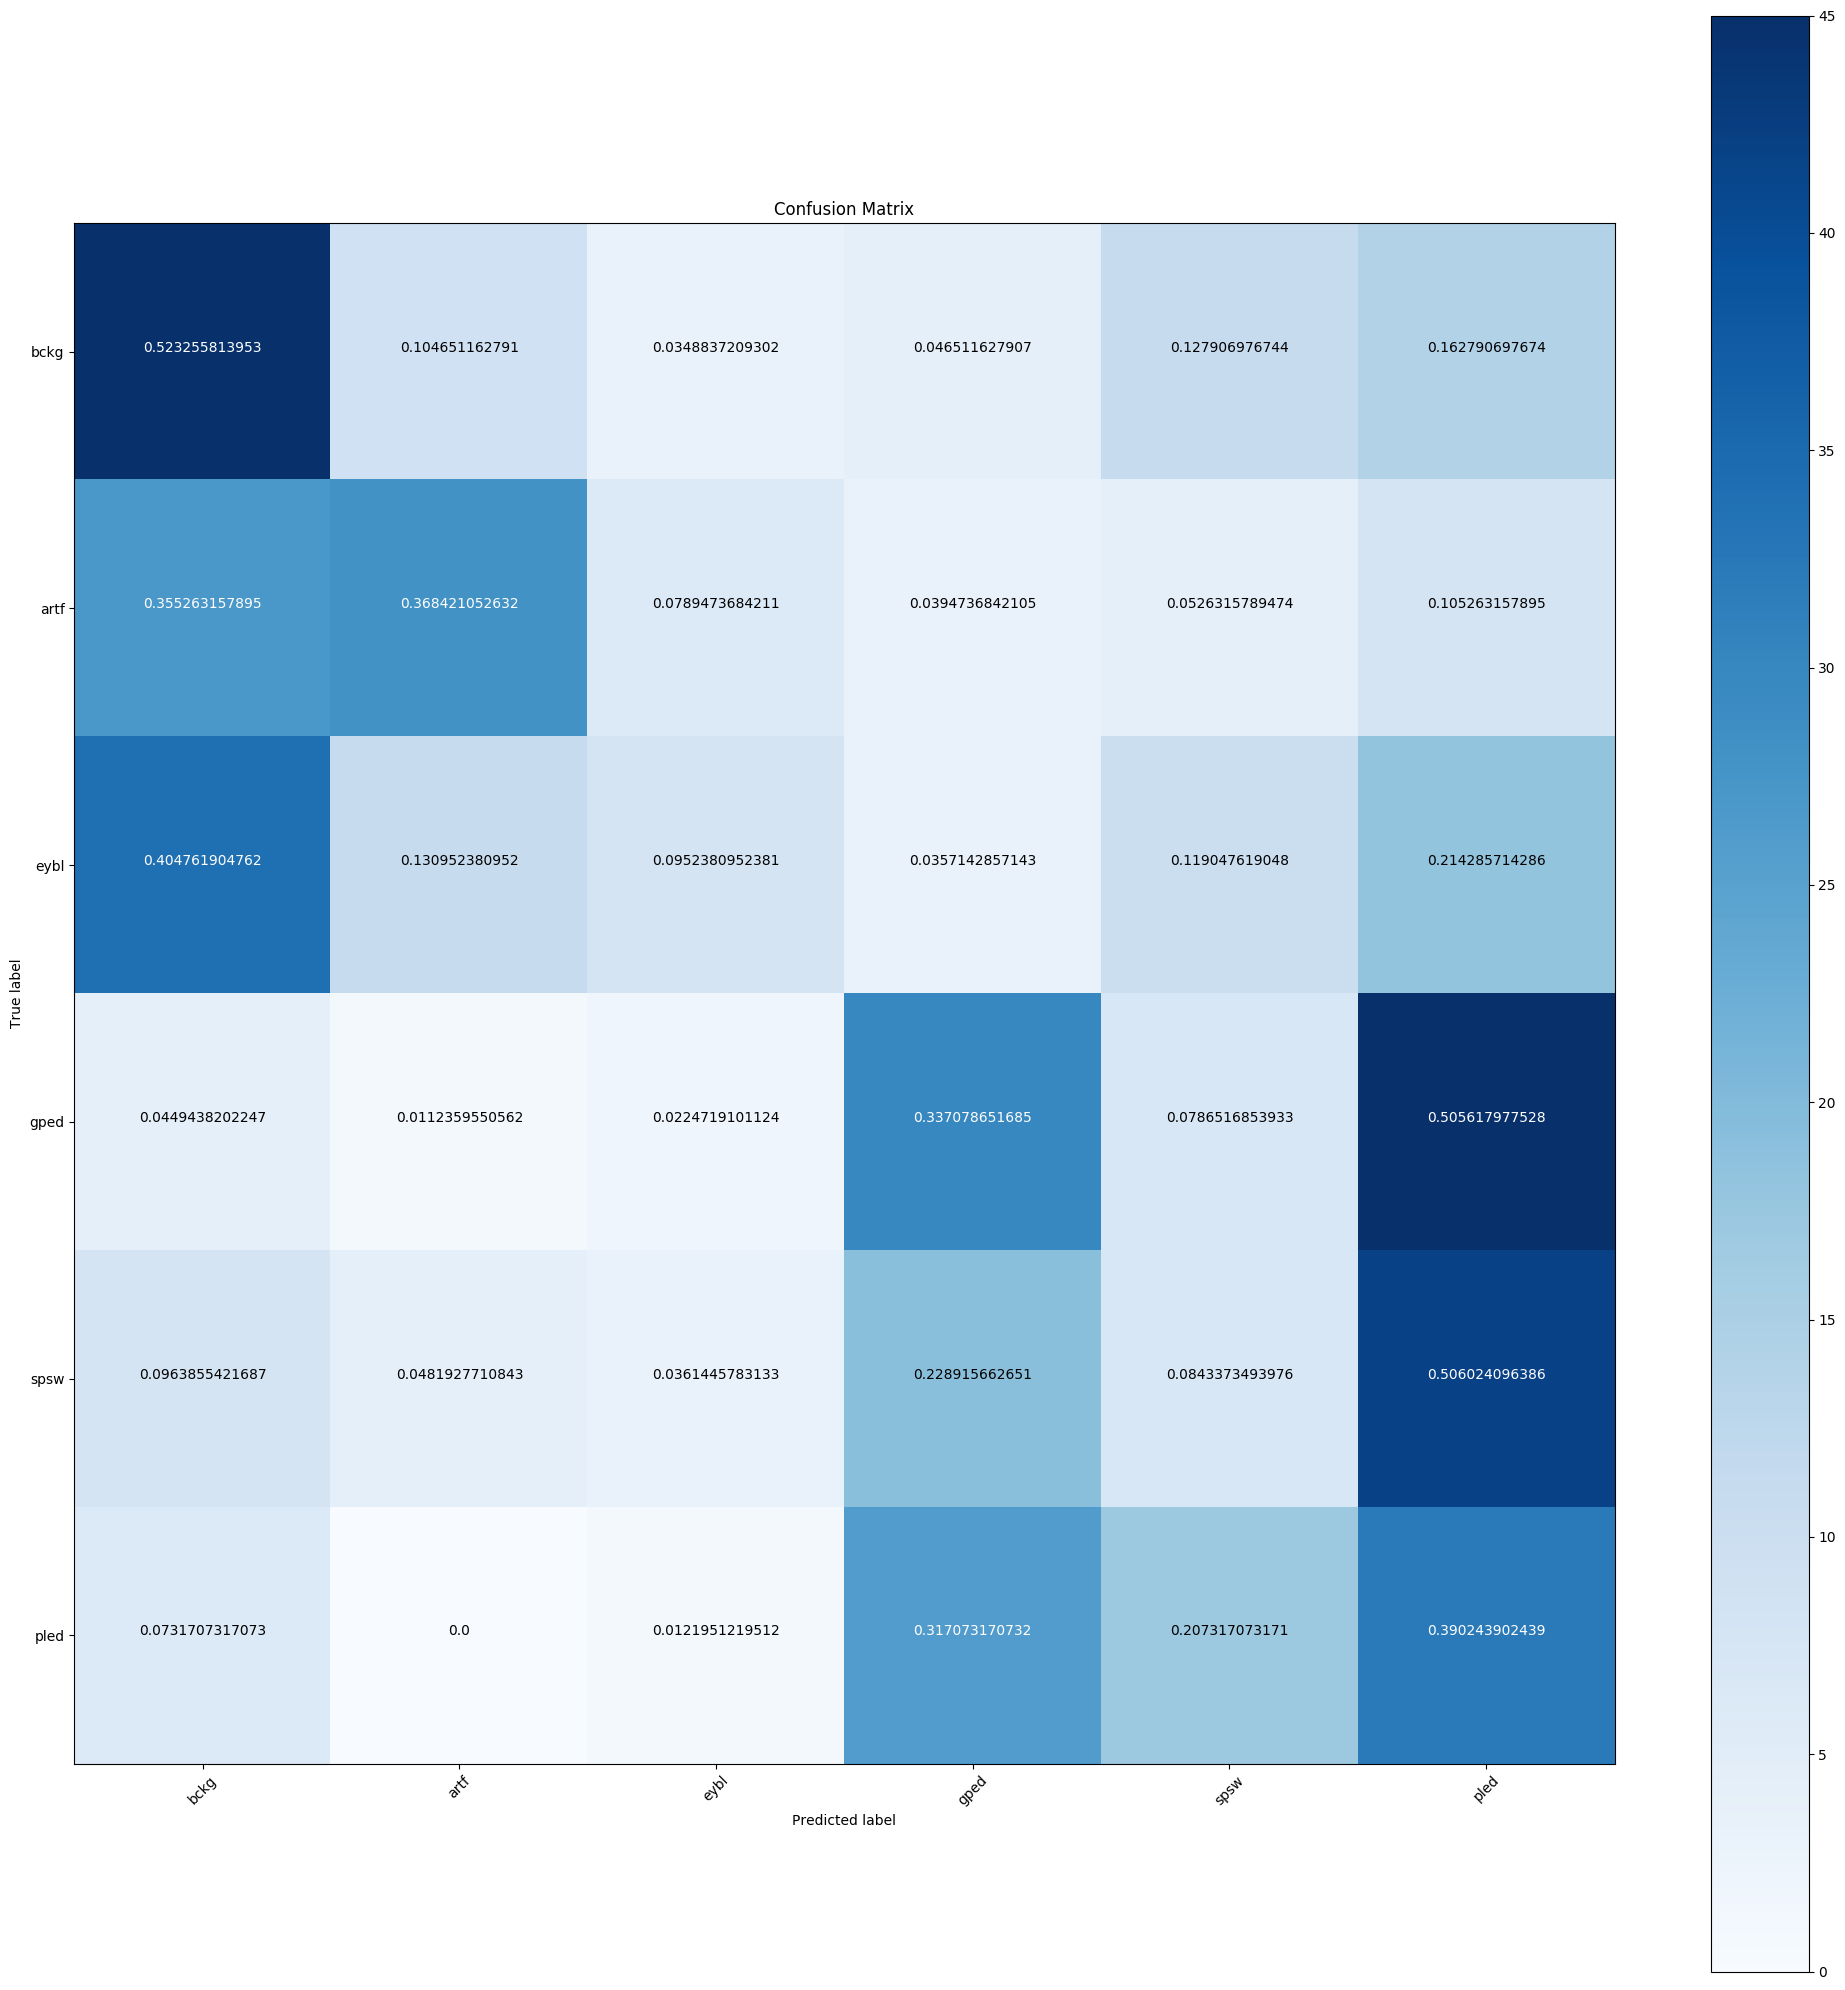 Confusion Matrix
bckg 0.523255813953 0.104651162791 0.0348837209302 0.046511627907 0.127906976744 0.162790697674
artf 0.355263157895 0.368421052632 0.0789473684211 0.0394736842105 0.0526315789474 0.105263157895
eybl 0.404761904762 0.130952380952 0.0952380952381 0.0357142857143 0.119047619048 0.214285714286
True label
gped 0.0449438202247 0.0112359550562 0.0224719101124 0.337078651685 0.0786516853933 0.505617977528
spsw 0.0963855421687 0.0481927710843 0.0361445783133 0.228915662651 0.0843373493976 0.506024096386
pled 0.0731707317073 0.0 0.0121951219512 0.317073170732 0.207317073171 0.390243902439
bckg artf eybl gped spsw pled
Predicted label
45
40
35
30
25
20
15
10
5
0